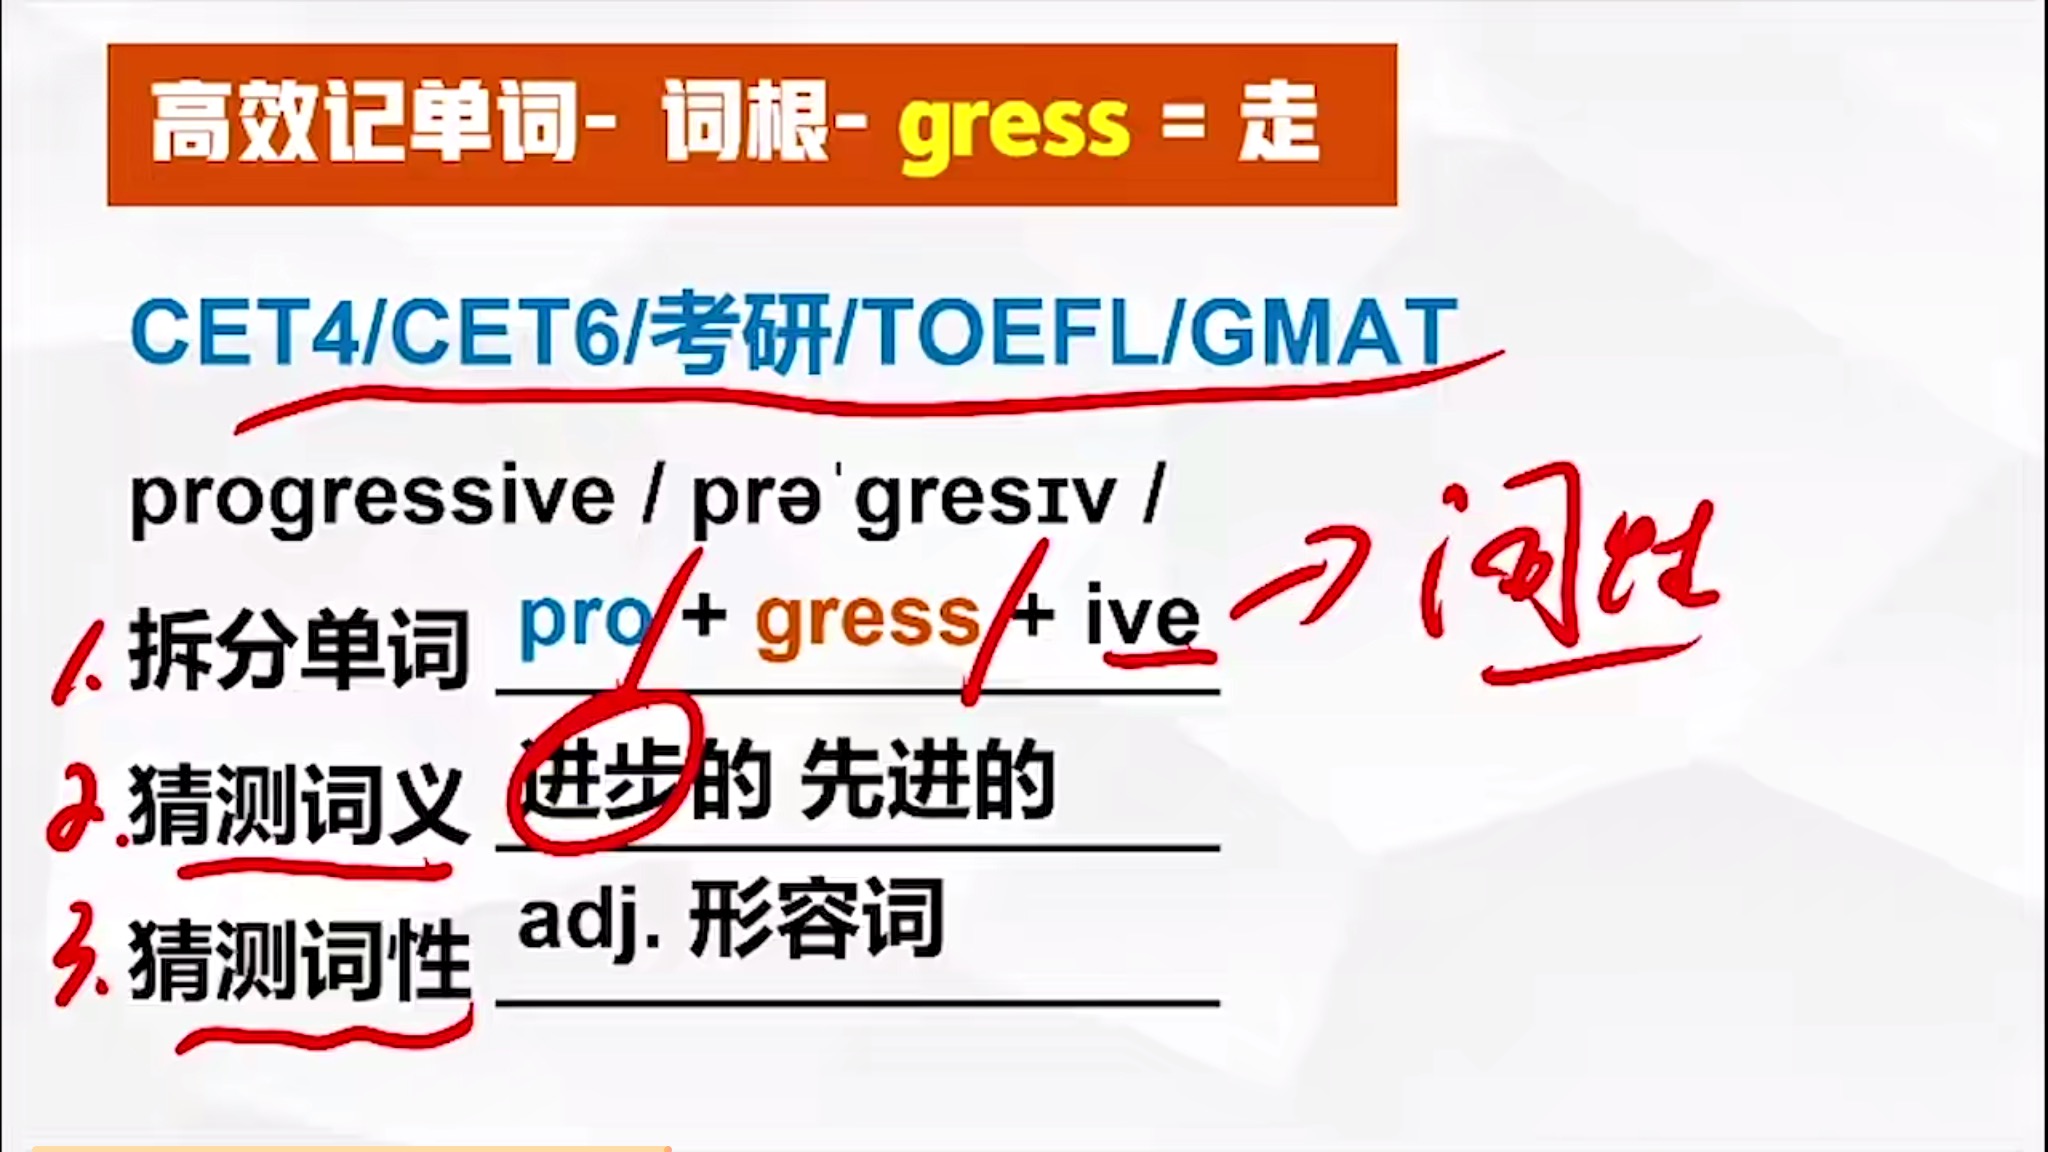 高效记单词- 词根- gress = 走
CET4/CET6/考研/TOEFL/GMAT
progressive / prəˈgresɪv /
1. 拆分单词 pro + gress + ive → 词性
2. 猜测词义 进步的 先进的
3. 猜测词性 adj. 形容词